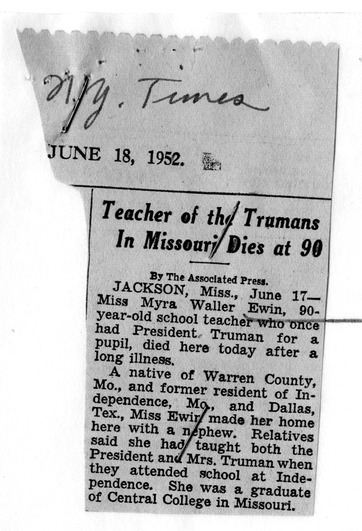 N.Y. Times
JUNE 18, 1952.
Teacher of the Trumans
In Missouri Dies at 90
By The Associated Press.
JACKSON, Miss., June 17—
Miss Myra Waller Ewin, 90-
year-old school teacher who once
had President Truman for a
pupil, died here today after a
long illness.
A native of Warren County,
Mo., and former resident of In-
dependence, Mo., and Dallas,
Tex., Miss Ewin made her home
here with a nephew. Relatives
said she had taught both the
President and Mrs. Truman when
they attended school at Inde-
pendence. She was a graduate
of Central College in Missouri.